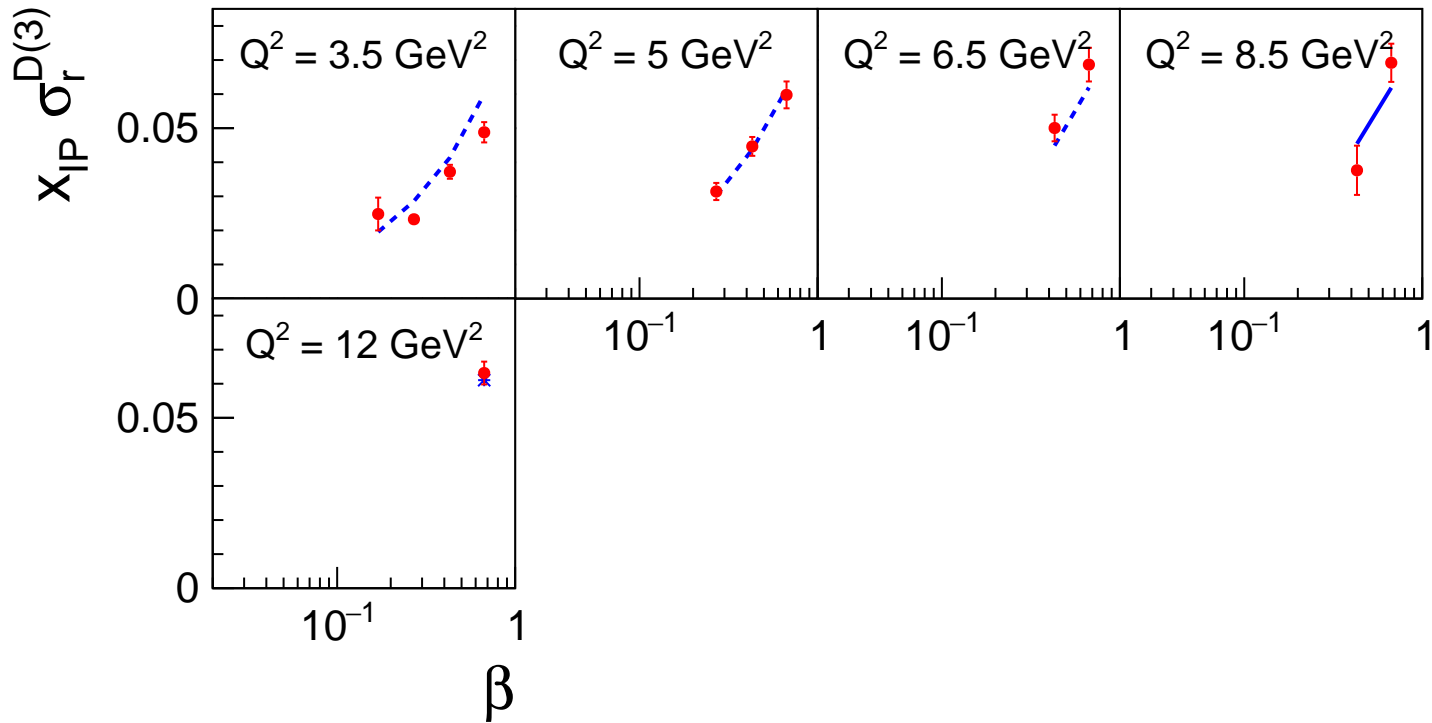 x_IP σ_r^D(3)
Q² = 3.5 GeV²
Q² = 5 GeV²
Q² = 6.5 GeV²
Q² = 8.5 GeV²
0.05
0
10⁻¹ 1 10⁻¹ 1 10⁻¹ 1
Q² = 12 GeV²
0.05
0
10⁻¹ 1
β